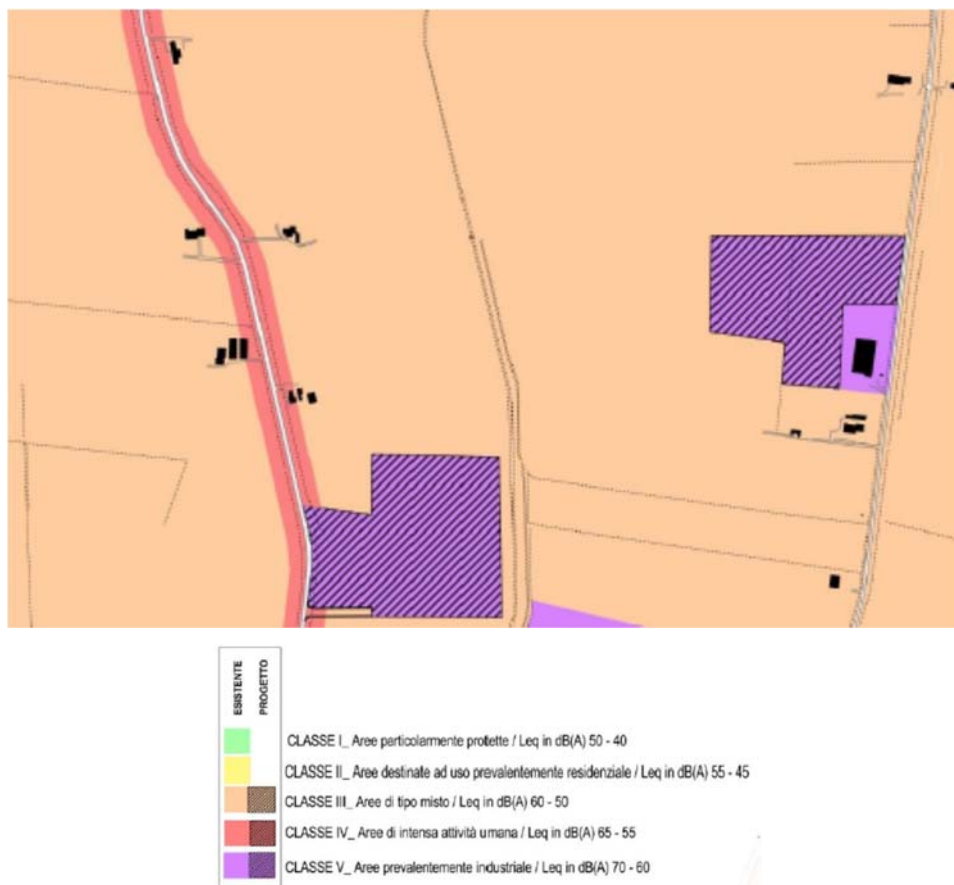 ESISTENTE
PROGETTO
CLASSE I_ Aree particolarmente protette / Leq in dB(A) 50 - 40
CLASSE II_ Aree destinate ad uso prevalentemente residenziale / Leq in dB(A) 55 - 45
CLASSE III_ Aree di tipo misto / Leq in dB(A) 60 - 50
CLASSE IV_ Aree di intensa attività umana / Leq in dB(A) 65 - 55
CLASSE V_ Aree prevalentemente industriale / Leq in dB(A) 70 - 60